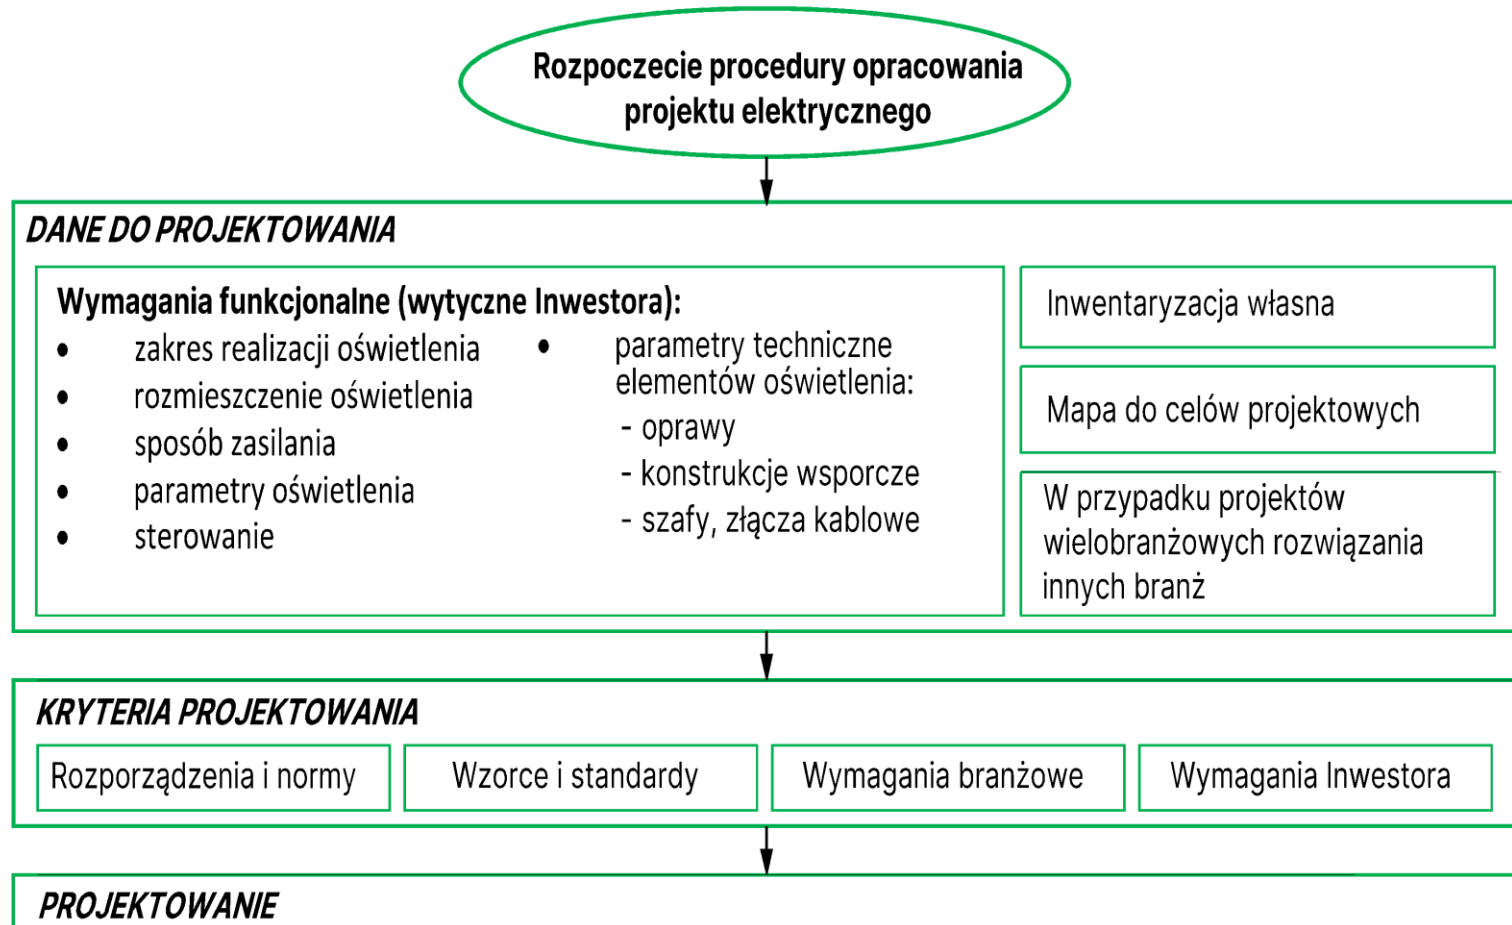 Rozpoczecie procedury opracowania
projektu elektrycznego
DANE DO PROJEKTOWANIA
Wymagania funkcjonalne (wytyczne Inwestora):
• zakres realizacji oświetlenia
• rozmieszczenie oświetlenia
• sposób zasilania
• parametry oświetlenia
• sterowanie
• parametry techniczne
elementów oświetlenia:
- oprawy
- konstrukcje wsporcze
- szafy, złącza kablowe
Inwentaryzacja własna
Mapa do celów projektowych
W przypadku projektów
wielobranżowych rozwiązania
innych branż
KRYTERIA PROJEKTOWANIA
Rozporządzenia i normy
Wzorce i standardy
Wymagania branżowe
Wymagania Inwestora
PROJEKTOWANIE